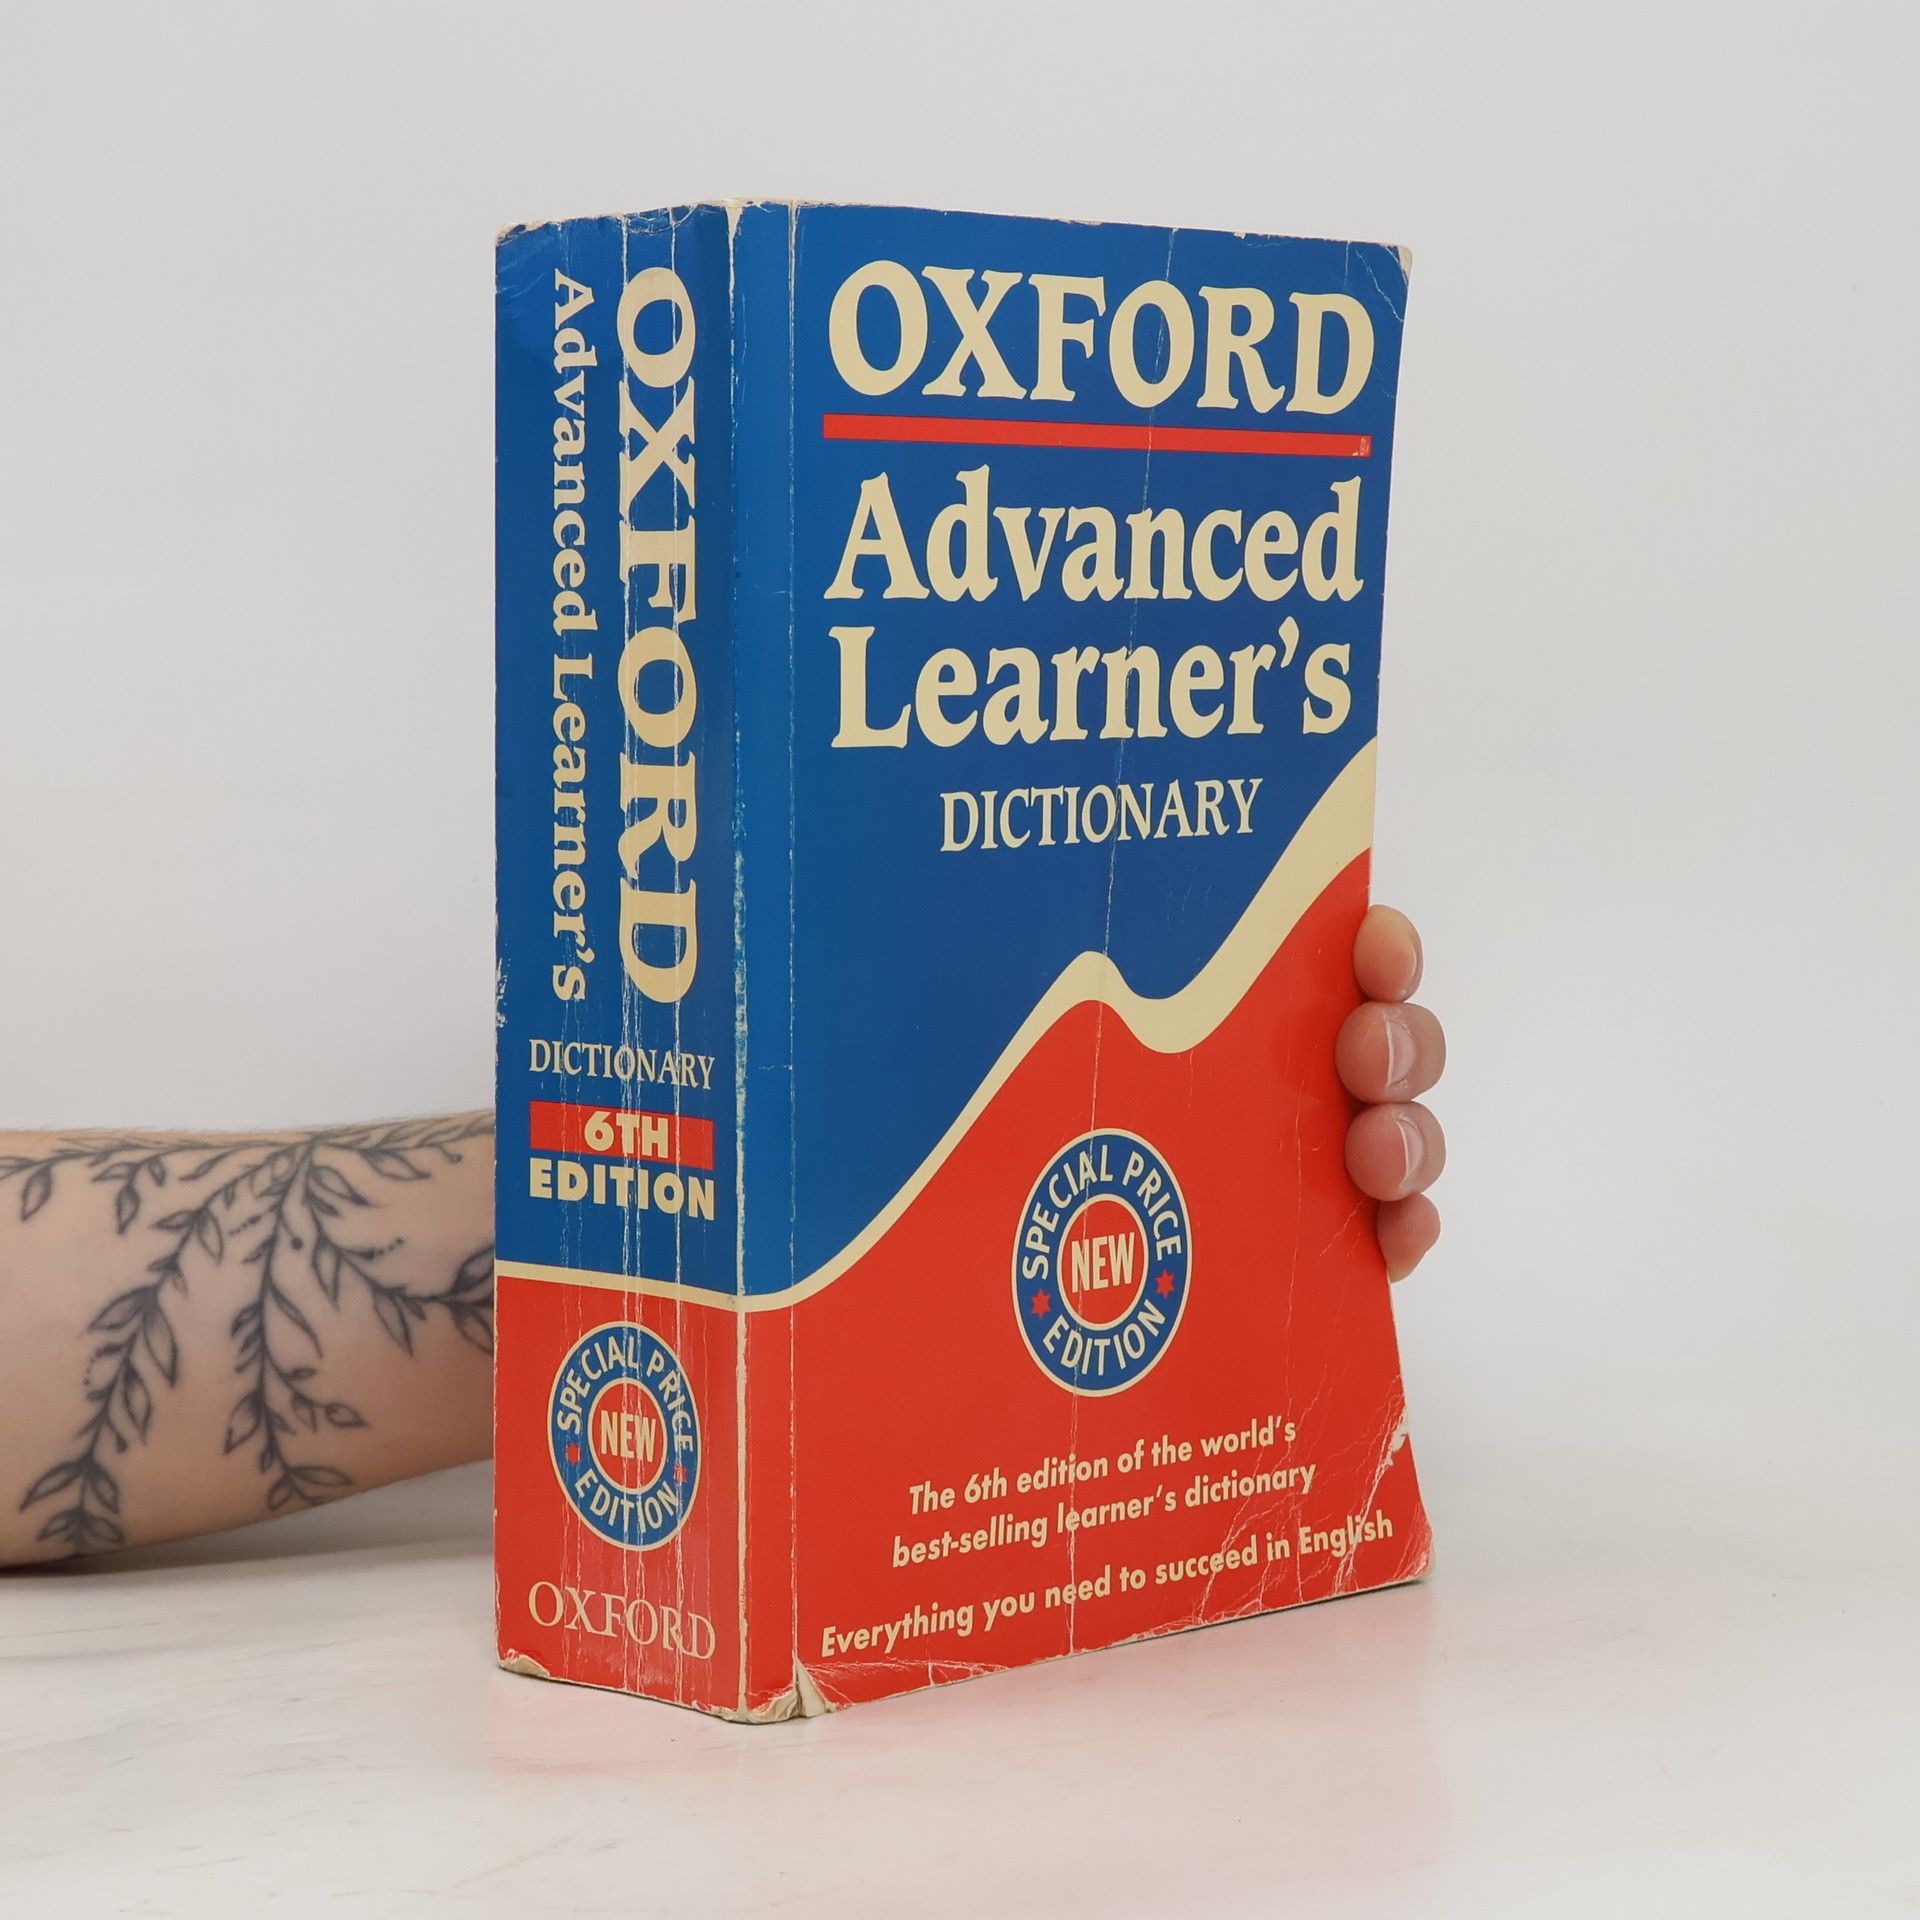 OXFORD
Advanced Learner's
DICTIONARY
6TH
EDITION
SPECIAL PRICE
NEW
EDITION
OXFORD
OXFORD
Advanced
Learner's
DICTIONARY
SPECIAL PRICE
NEW
EDITION
The 6th edition of the world's
best-selling learner's dictionary
Everything you need to succeed in English